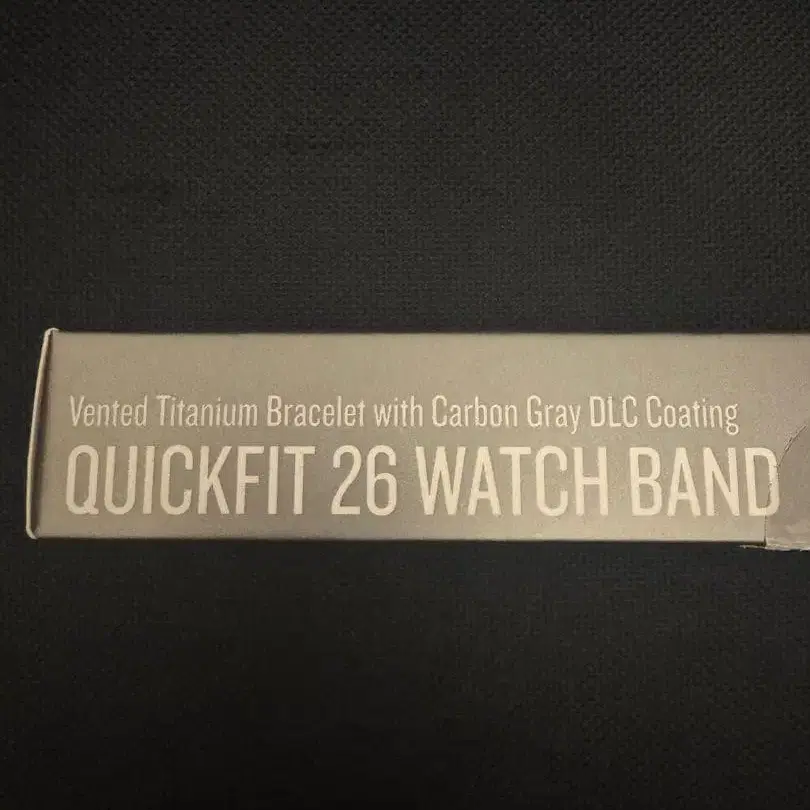 Vented Titanium Bracelet with Carbon Gray DLC Coating
QUICKFIT 26 WATCH BAND